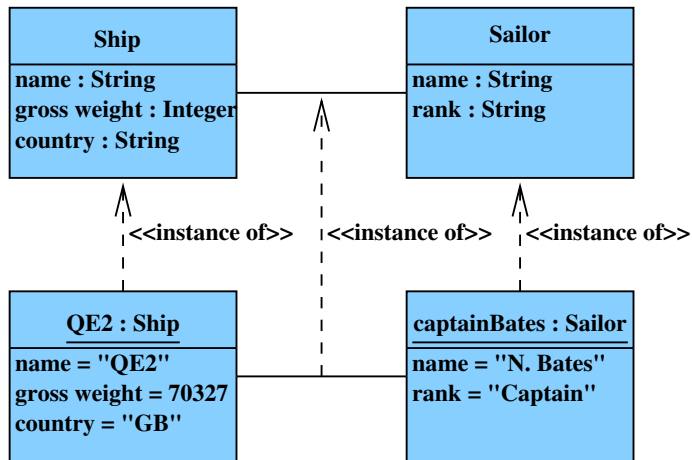 Ship
name : String
gross weight : Integer
country : String
Sailor
name : String
rank : String
<<instance of>>
<<instance of>>
<<instance of>>
QE2 : Ship
name = "QE2"
gross weight = 70327
country = "GB"
captainBates : Sailor
name = "N. Bates"
rank = "Captain"